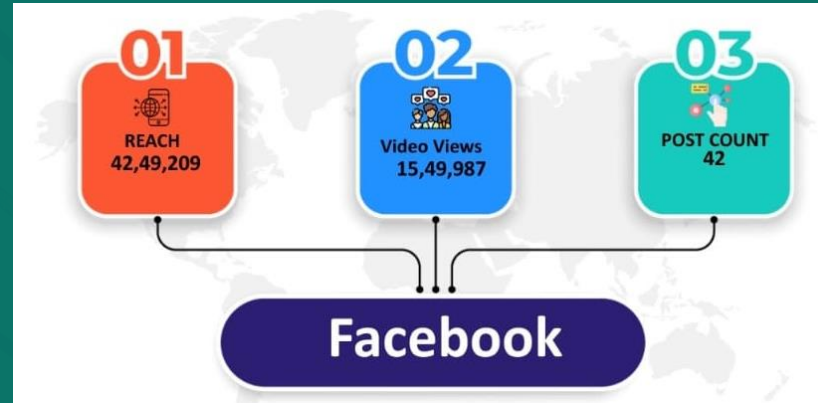 01
REACH
42,49,209
02
Video Views
15,49,987
03
POST COUNT
42
Facebook